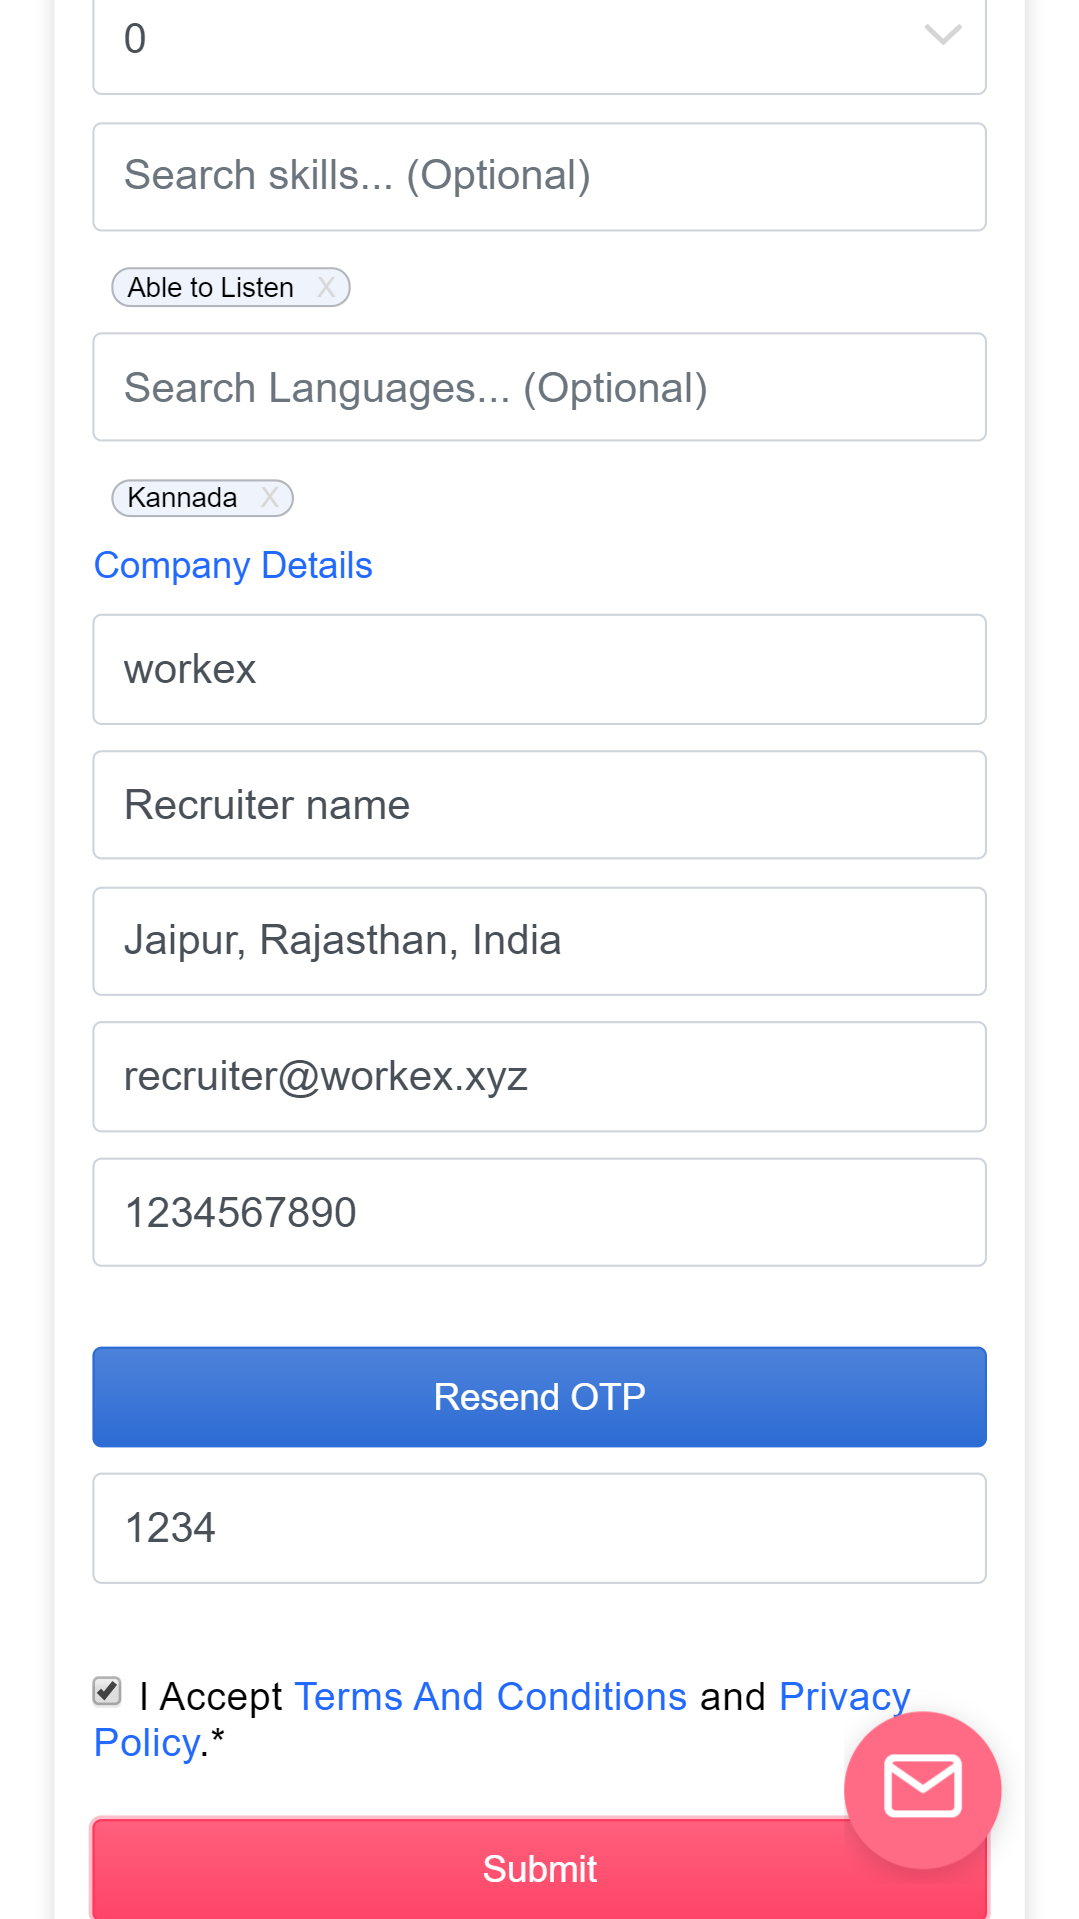 0
Search skills... (Optional)
Able to Listen X
Search Languages... (Optional)
Kannada X
Company Details
workex
Recruiter name
Jaipur, Rajasthan, India
recruiter@workex.xyz
1234567890
Resend OTP
1234
I Accept Terms And Conditions and Privacy
Policy.*
Submit